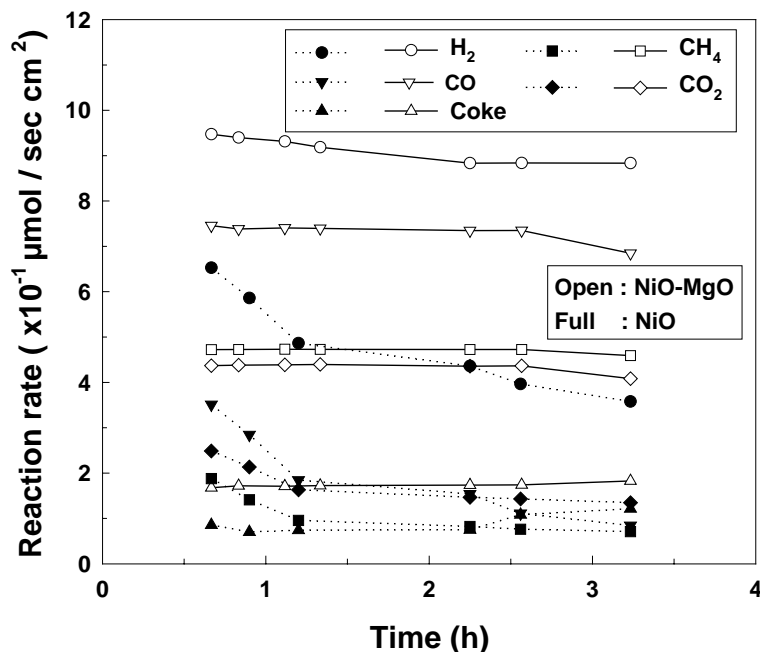 12
10
8
6
4
2
0
Reaction rate ( x10⁻¹ μmol / sec cm²)
H₂
CH₄
CO
CO₂
Coke
Open : NiO-MgO
Full : NiO
0 1 2 3 4
Time (h)